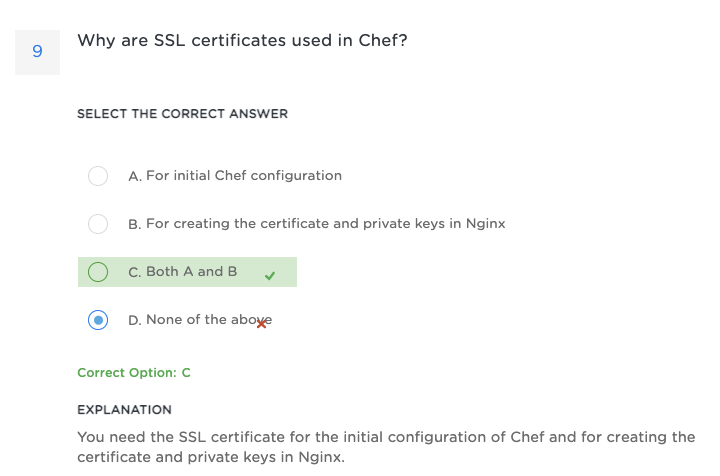 9
Why are SSL certificates used in Chef?
SELECT THE CORRECT ANSWER
A. For initial Chef configuration
B. For creating the certificate and private keys in Nginx
C. Both A and B
D. None of the above
Correct Option: C
EXPLANATION
You need the SSL certificate for the initial configuration of Chef and for creating the
certificate and private keys in Nginx.